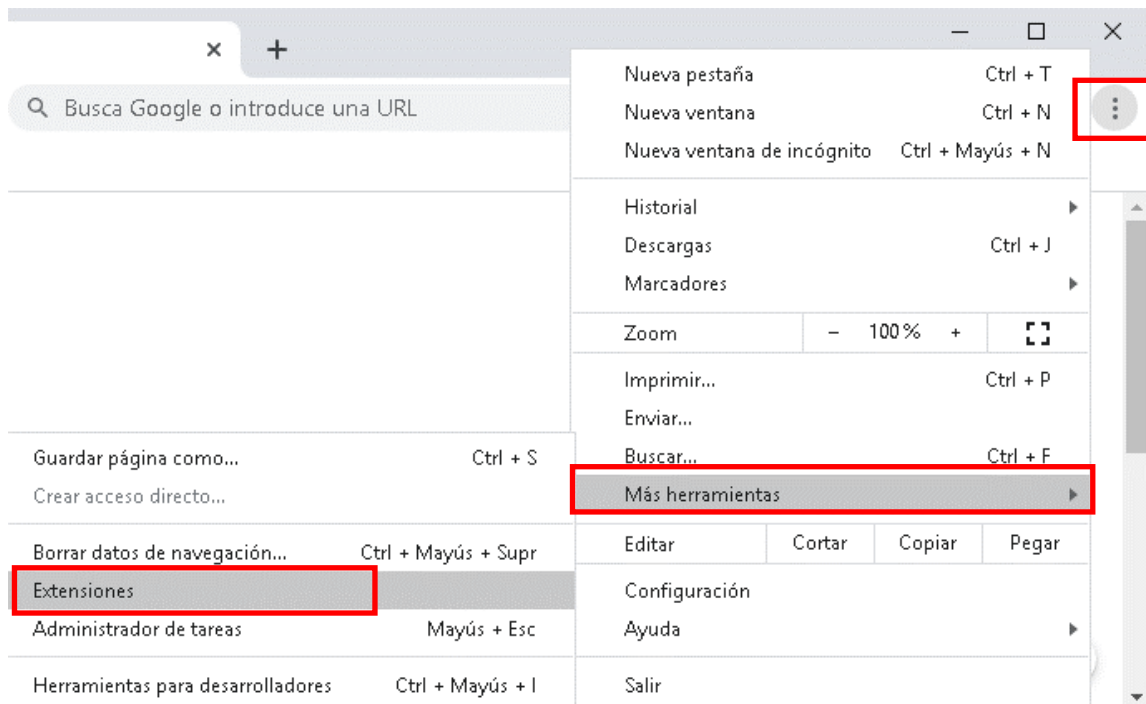 Busca Google o introduce una URL
Nueva pestaña Ctrl + T
Nueva ventana Ctrl + N
Nueva ventana de incógnito Ctrl + Mayús + N
Historial
Descargas Ctrl + J
Marcadores
Zoom - 100% +
Imprimir... Ctrl + P
Enviar...
Buscar... Ctrl + F
Más herramientas
Editar Cortar Copiar Pegar
Configuración
Ayuda
Salir
Guardar página como... Ctrl + S
Crear acceso directo...
Borrar datos de navegación... Ctrl + Mayús + Supr
Extensiones
Administrador de tareas Mayús + Esc
Herramientas para desarrolladores Ctrl + Mayús + I